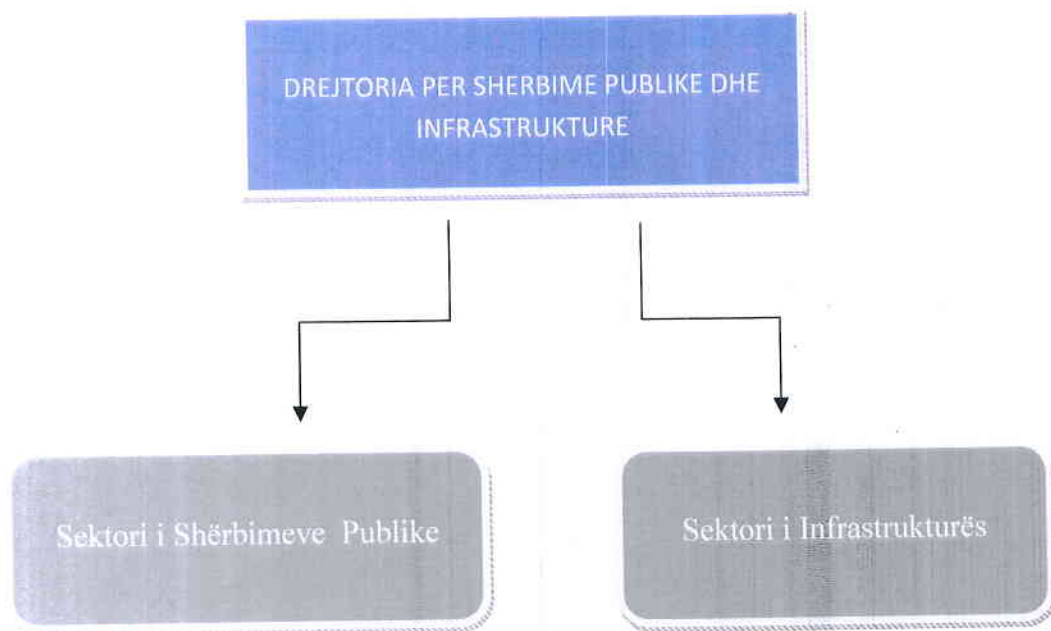 DREJTORIA PER SHERBIME PUBLIKE DHE
INFRASTRUKTURE
Sektori i Shërbimeve Publike
Sektori i Infrastrukturës